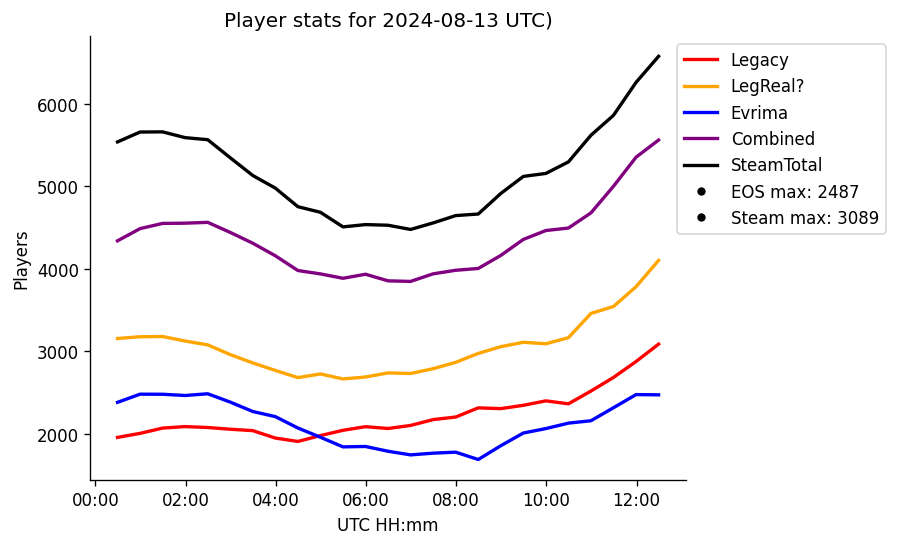 Player stats for 2024-08-13 UTC)
Legacy
LegReal?
Evrima
Combined
SteamTotal
EOS max: 2487
Steam max: 3089
Players
6000
5000
4000
3000
2000
00:00 02:00 04:00 06:00 08:00 10:00 12:00
UTC HH:mm